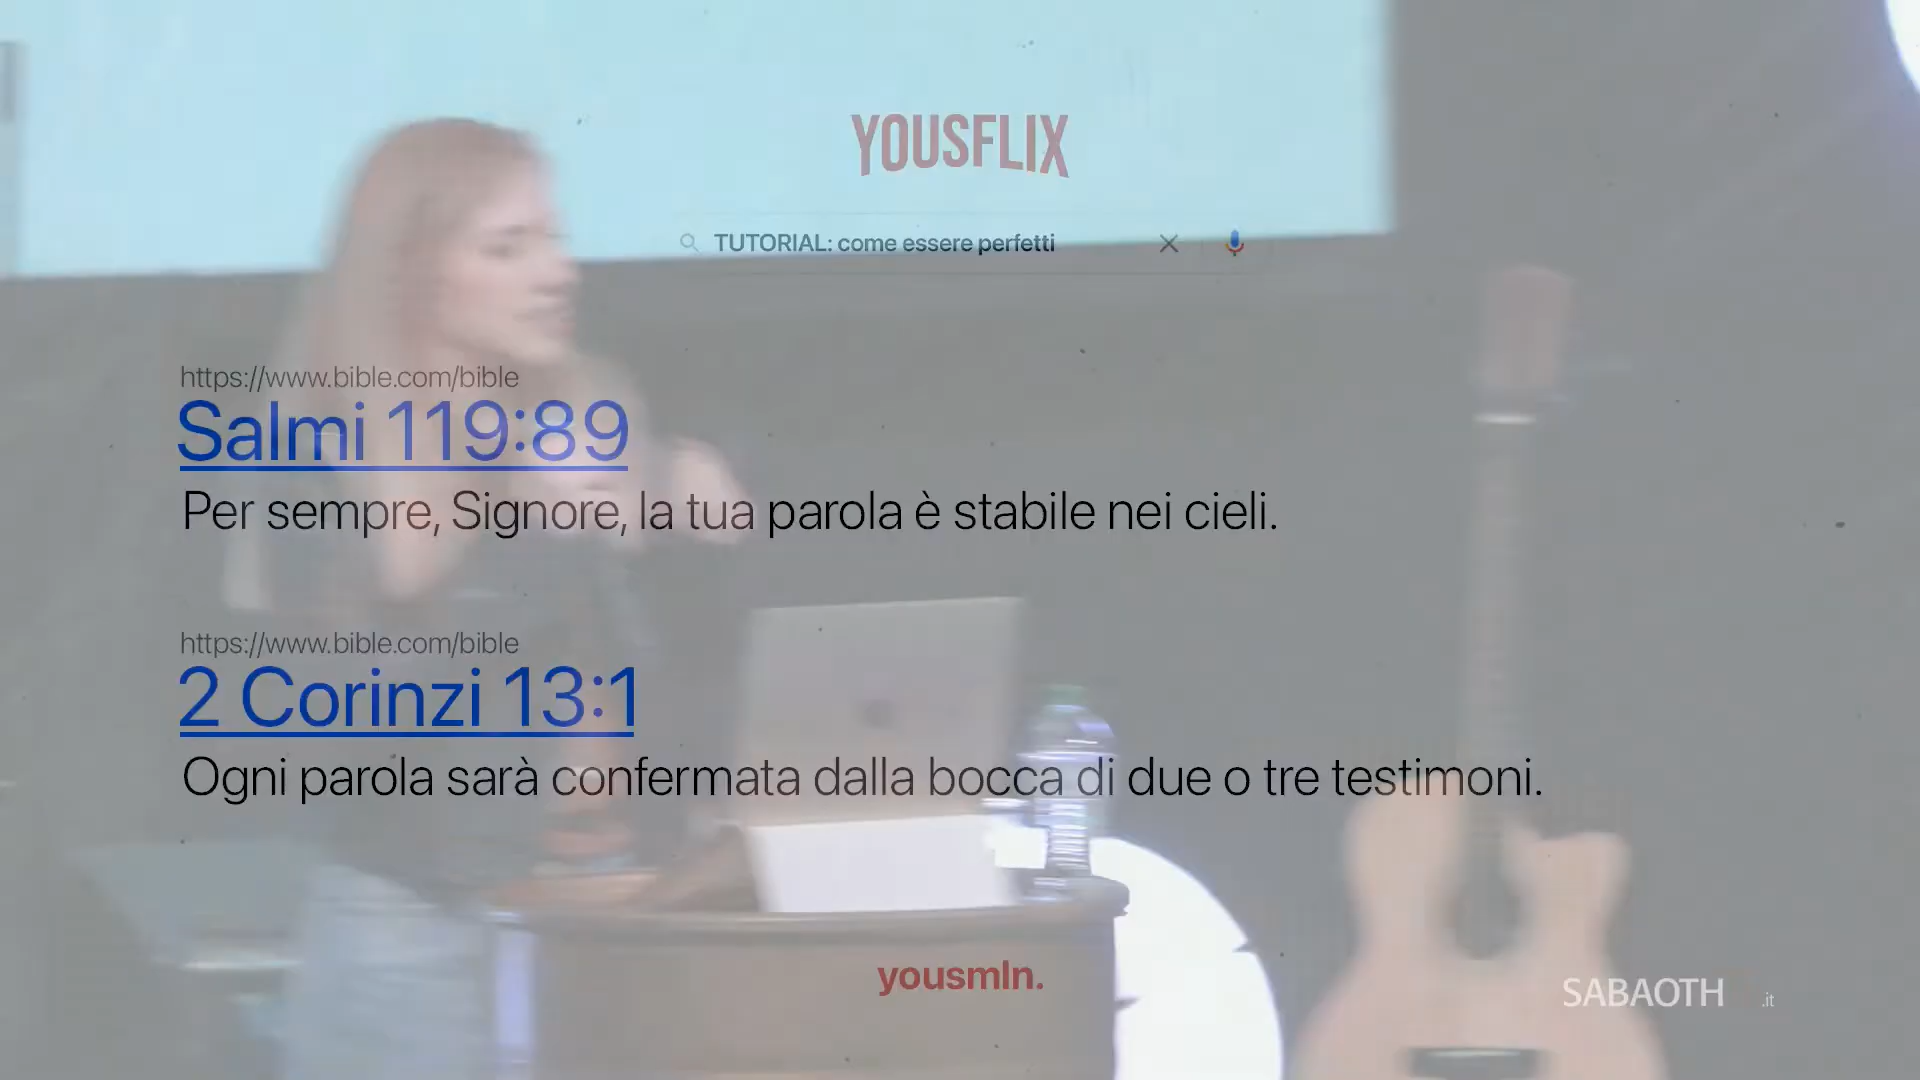 YOUSFLIX
TUTORIAL: come essere perfetti
https://www.bible.com/bible
Salmi 119:89
Per sempre, Signore, la tua parola è stabile nei cieli.
https://www.bible.com/bible
2 Corinzi 13:1
Ogni parola sarà confermata dalla bocca di due o tre testimoni.
yousmln.
SABAOTH .it